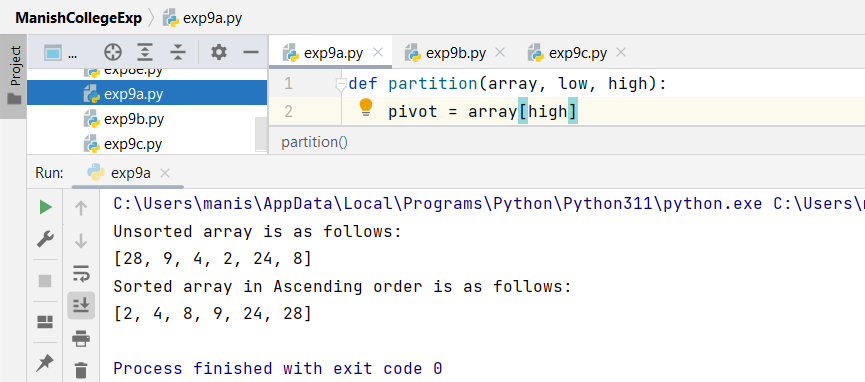 ManishCollegeExp exp9a.py
Project
...
exp8e.py
exp9a.py
exp9b.py
exp9c.py
exp9a.py exp9b.py exp9c.py
1 def partition(array, low, high):
2 pivot = array[high]
partition()
Run: exp9a
C:\Users\manis\AppData\Local\Programs\Python\Python311\python.exe C:\Users\
Unsorted array is as follows:
[28, 9, 4, 2, 24, 8]
Sorted array in Ascending order is as follows:
[2, 4, 8, 9, 24, 28]
Process finished with exit code 0